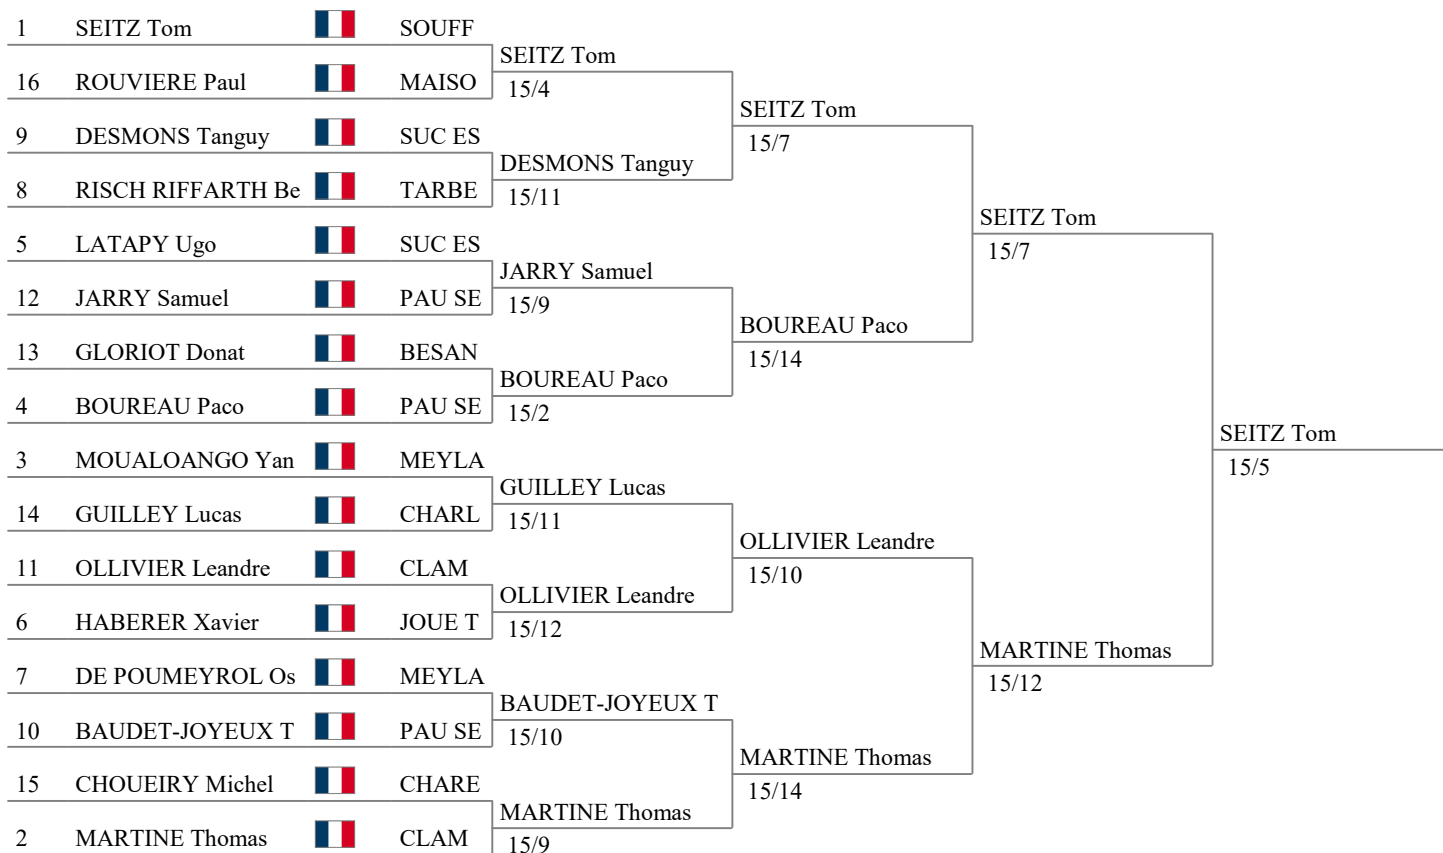 1 SEITZ Tom SOUFF
16 ROUVIERE Paul MAISO
9 DESMONS Tanguy SUC ES
8 RISCH RIFFARTH Be TARBE
5 LATAPY Ugo SUC ES
12 JARRY Samuel PAU SE
13 GLORIOT Donat BESAN
4 BOUREAU Paco PAU SE
3 MOUALOANGO Yan MEYLA
14 GUILLEY Lucas CHARL
11 OLLIVIER Leandre CLAM
6 HABERER Xavier JOUE T
7 DE POUMEYROL Os MEYLA
10 BAUDET-JOYEUX T PAU SE
15 CHOUEIRY Michel CHARE
2 MARTINE Thomas CLAM
SEITZ Tom
15/4
DESMONS Tanguy
15/11
JARRY Samuel
15/9
BOUREAU Paco
15/2
GUILLEY Lucas
15/11
OLLIVIER Leandre
15/12
BAUDET-JOYEUX T
15/10
MARTINE Thomas
15/9
SEITZ Tom
15/7
BOUREAU Paco
15/14
OLLIVIER Leandre
15/10
MARTINE Thomas
15/14
SEITZ Tom
15/7
MARTINE Thomas
15/12
SEITZ Tom
15/5